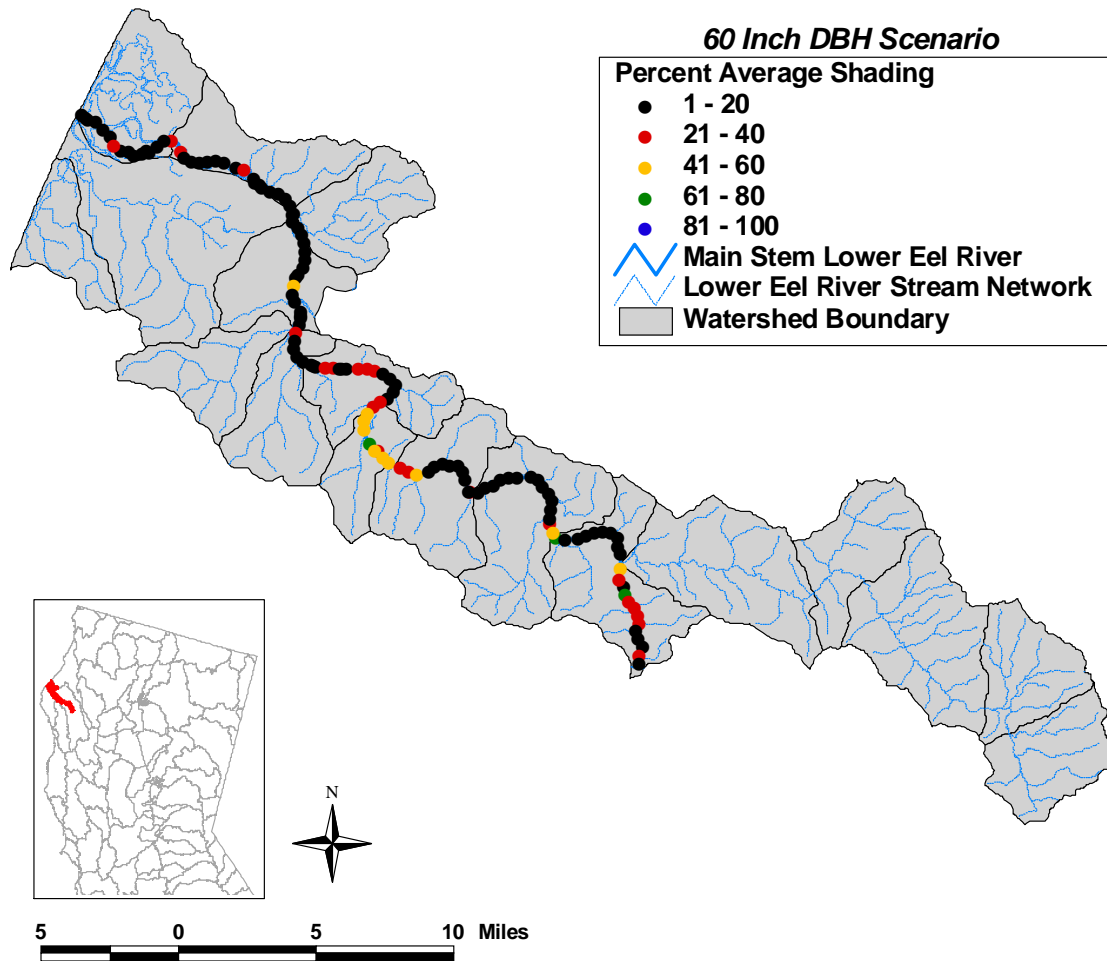 60 Inch DBH Scenario
Percent Average Shading
1 - 20
21 - 40
41 - 60
61 - 80
81 - 100
Main Stem Lower Eel River
Lower Eel River Stream Network
Watershed Boundary
N
5 0 5 10 Miles